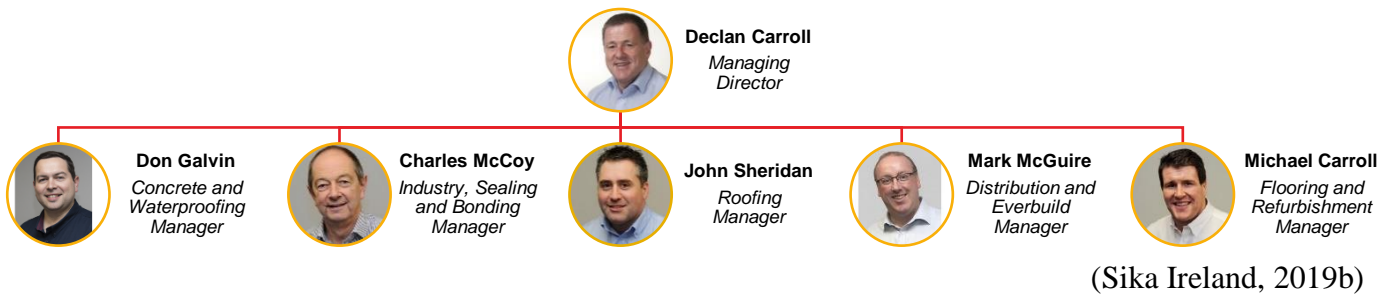 Declan Carroll
Managing
Director
Don Galvin
Concrete and
Waterproofing
Manager
Charles McCoy
Industry, Sealing
and Bonding
Manager
John Sheridan
Roofing
Manager
Mark McGuire
Distribution and
Everbuild
Manager
Michael Carroll
Flooring and
Refurbishment
Manager
(Sika Ireland, 2019b)